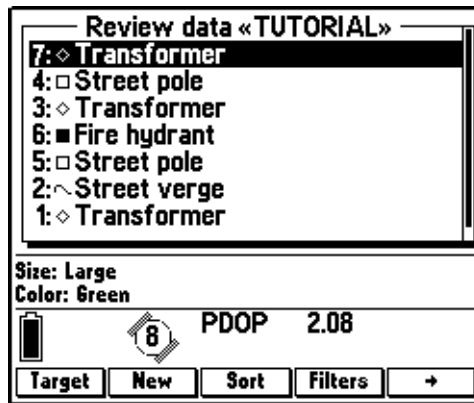 Review data «TUTORIAL»
7:◇ Transformer
4:□ Street pole
3:◇ Transformer
6:■ Fire hydrant
5:□ Street pole
2:~ Street verge
1:◇ Transformer
Size: Large
Color: Green
8 PDOP 2.08
Target New Sort Filters →